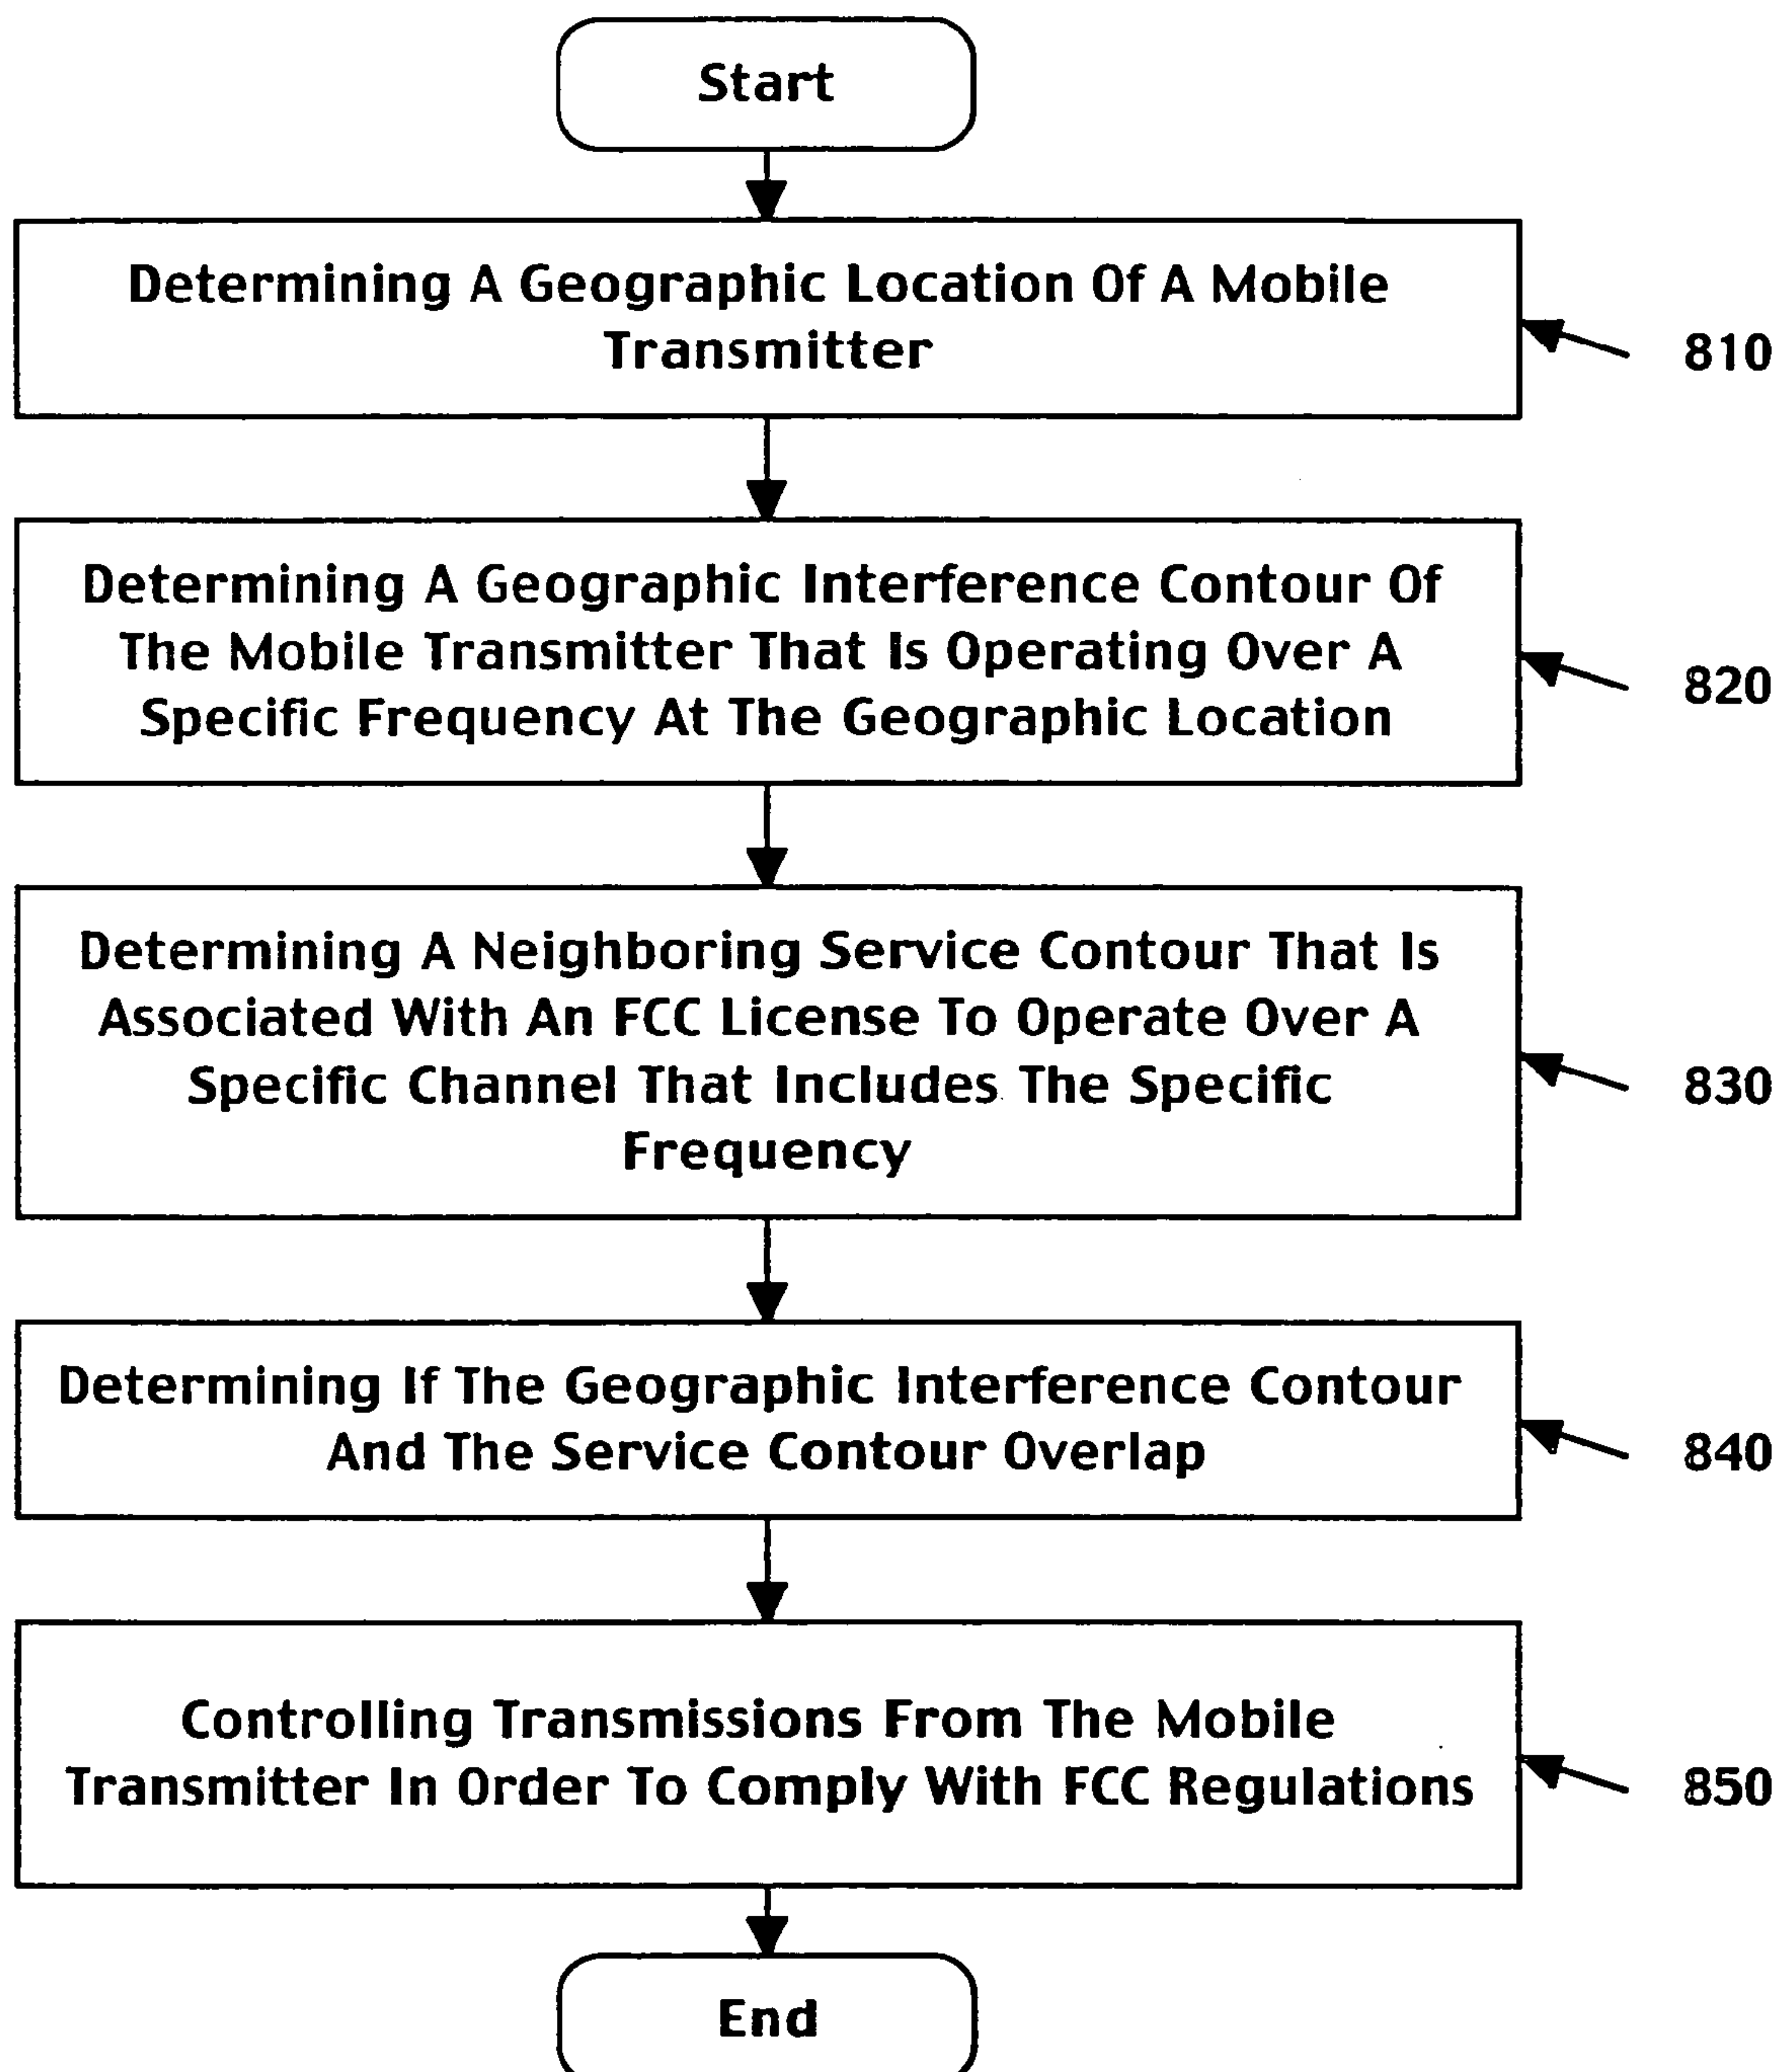 Start
Determining A Geographic Location Of A Mobile
Transmitter
810
Determining A Geographic Interference Contour Of
The Mobile Transmitter That Is Operating Over A
Specific Frequency At The Geographic Location
820
Determining A Neighboring Service Contour That Is
Associated With An FCC License To Operate Over A
Specific Channel That Includes The Specific
Frequency
830
Determining If The Geographic Interference Contour
And The Service Contour Overlap
840
Controlling Transmissions From The Mobile
Transmitter In Order To Comply With FCC Regulations
850
End